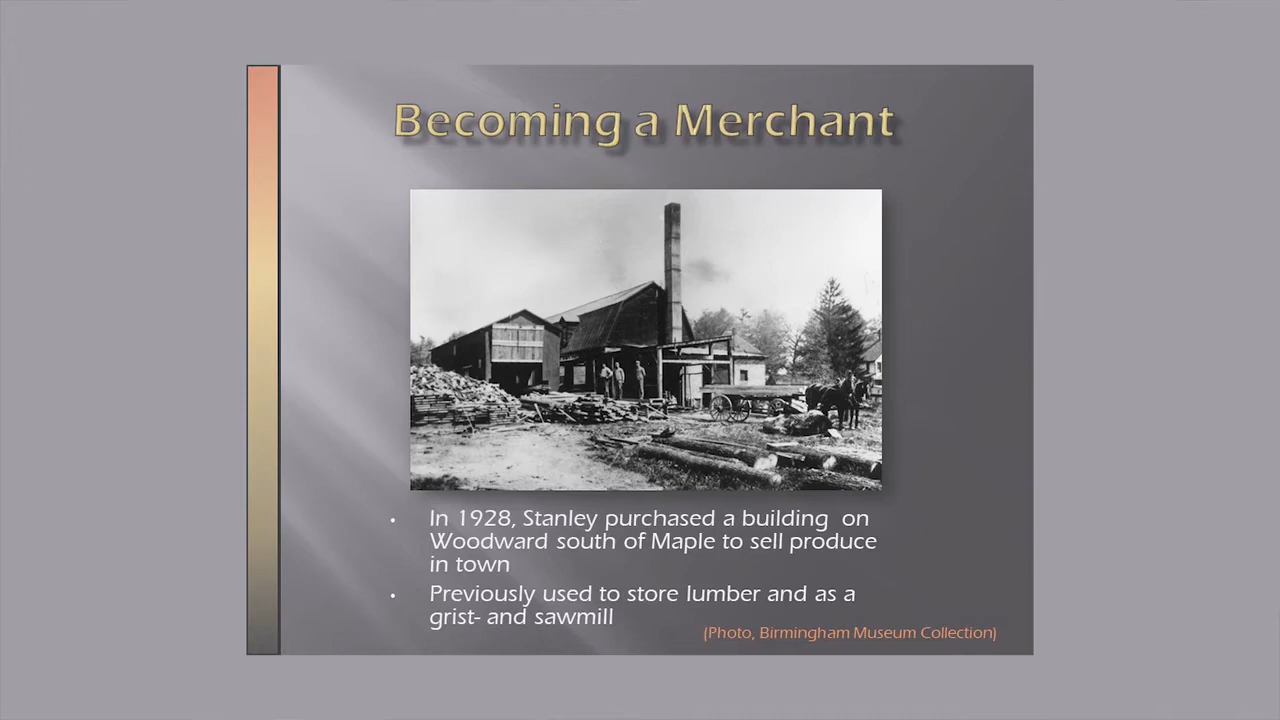 Becoming a Merchant
• In 1928, Stanley purchased a building on
Woodward south of Maple to sell produce
in town
• Previously used to store lumber and as a
grist- and sawmill
(Photo, Birmingham Museum Collection)